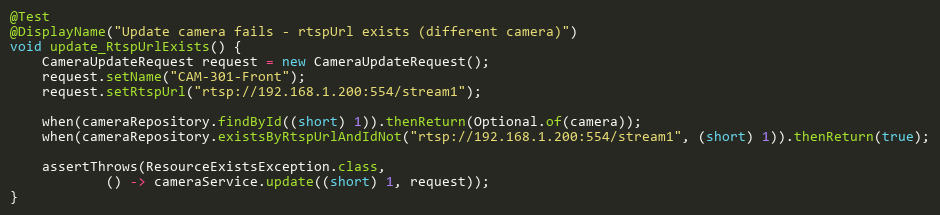 @Test
@DisplayName("Update camera fails - rtspUrl exists (different camera)")
void update_RtspUrlExists() {
    CameraUpdateRequest request = new CameraUpdateRequest();
    request.setName("CAM-301-Front");
    request.setRtspUrl("rtsp://192.168.1.200:554/stream1");

    when(cameraRepository.findById((short) 1)).thenReturn(Optional.of(camera));
    when(cameraRepository.existsByRtspUrlAndIdNot("rtsp://192.168.1.200:554/stream1", (short) 1)).thenReturn(true);

    assertThrows(ResourceExistsException.class,
            () -> cameraService.update((short) 1, request));
}